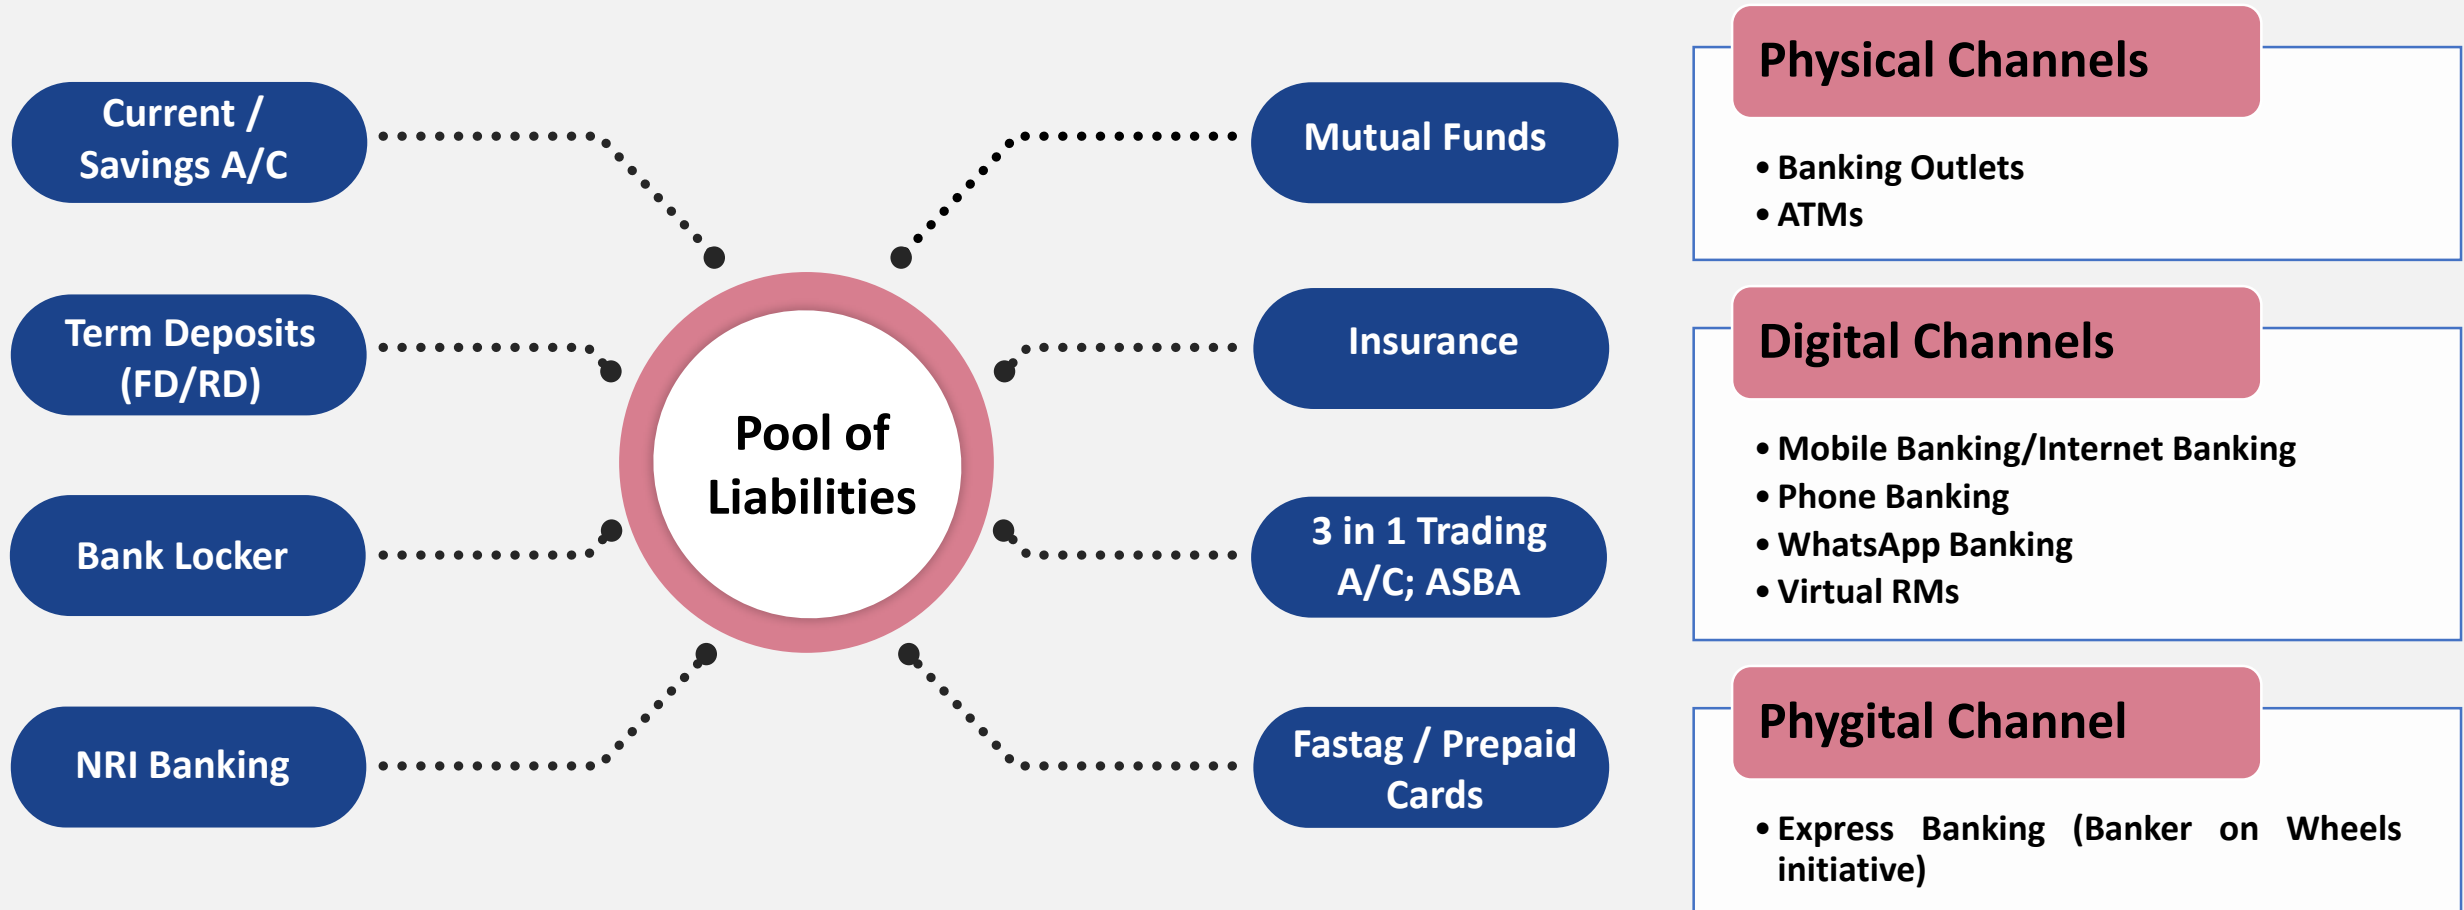 Current /
Savings A/C
Term Deposits
(FD/RD)
Bank Locker
NRI Banking
Pool of
Liabilities
Mutual Funds
Insurance
3 in 1 Trading
A/C; ASBA
Fastag / Prepaid
Cards
Physical Channels
• Banking Outlets
• ATMs
Digital Channels
• Mobile Banking/Internet Banking
• Phone Banking
• WhatsApp Banking
• Virtual RMs
Phygital Channel
• Express Banking (Banker on Wheels
initiative)